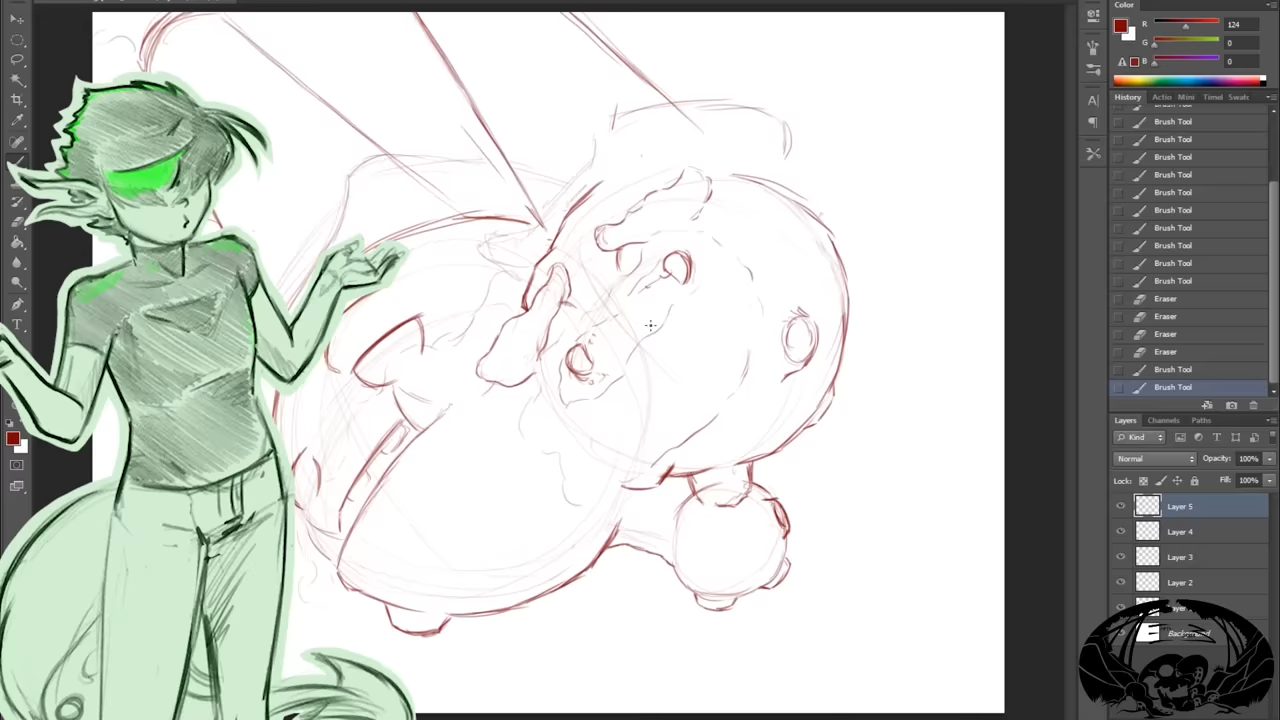 Color
R 124
G 0
B 0
History Actio Mini Timel Swatc
Brush Tool
Brush Tool
Brush Tool
Brush Tool
Brush Tool
Brush Tool
Brush Tool
Brush Tool
Brush Tool
Brush Tool
Eraser
Eraser
Eraser
Eraser
Brush Tool
Brush Tool
Layers Channels Paths
Kind
Normal Opacity: 100%
Lock: Fill: 100%
Layer 5
Layer 4
Layer 3
Layer 2
Background